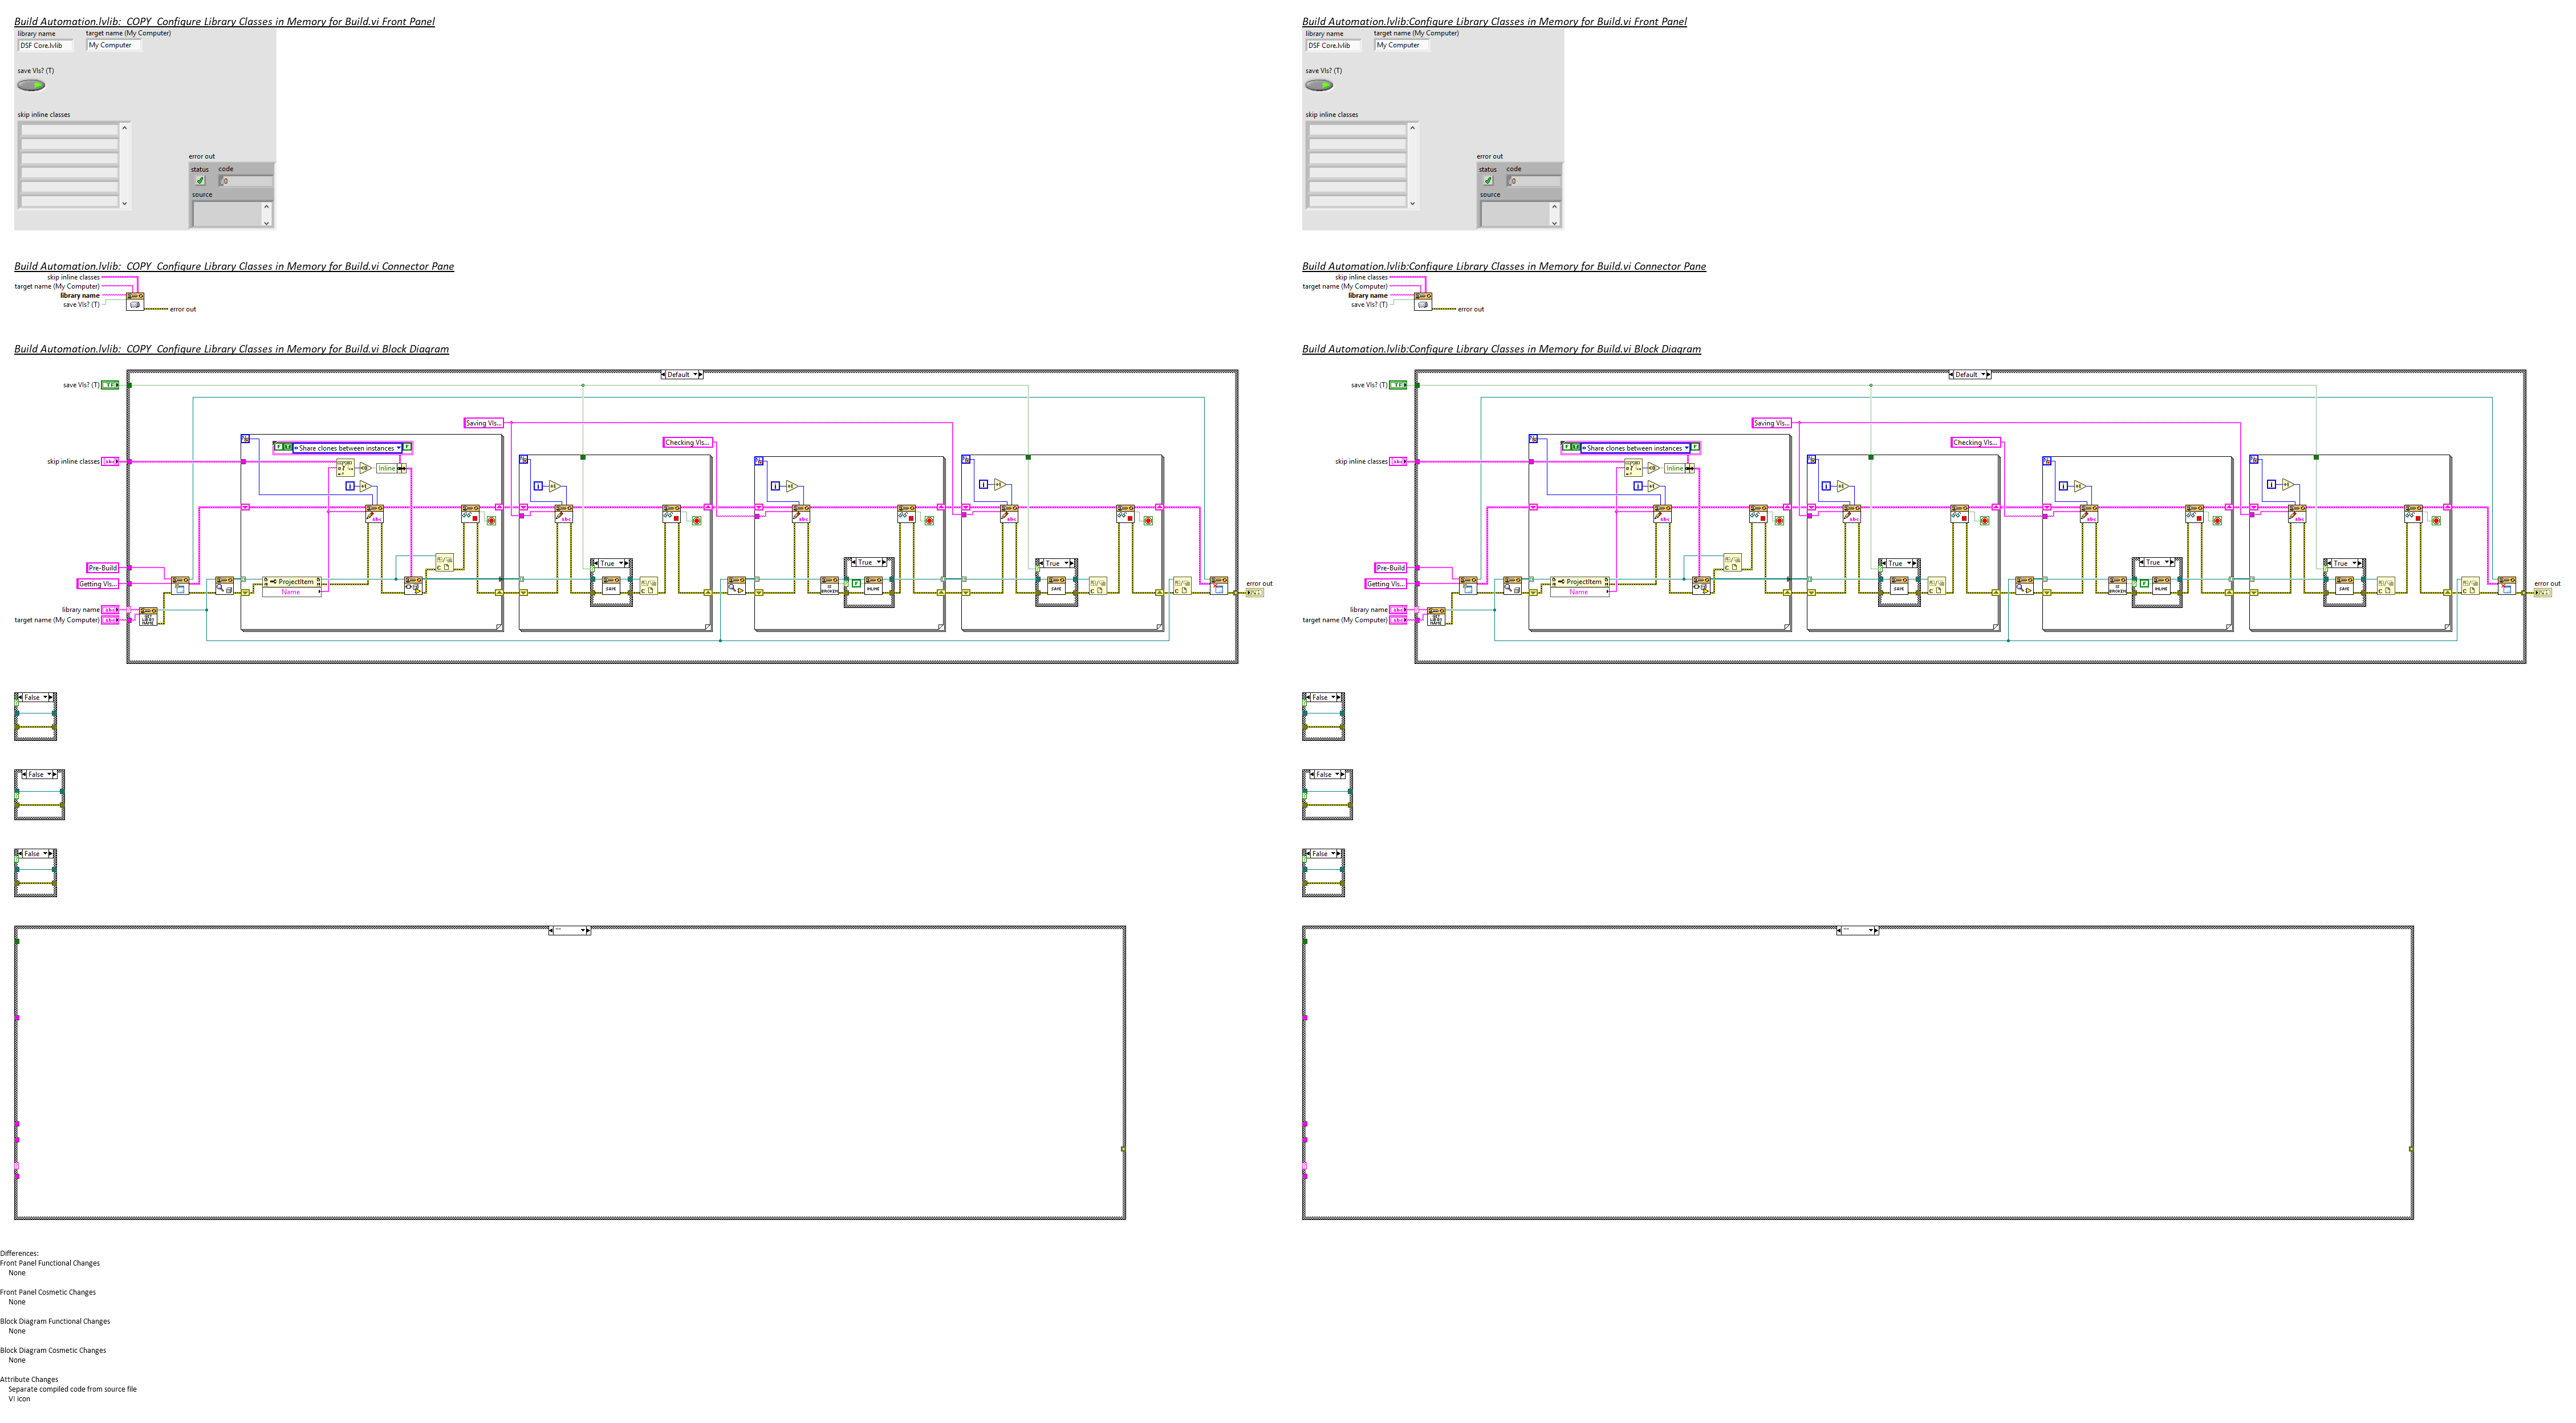 Build Automation.lvlib:  COPY  Configure Library Classes in Memory for Build.vi Front Panel
library name
target name (My Computer)
DSF Core.lvlib
My Computer
save VIs? (T)
skip inline classes
error out
status
code
0
source
Build Automation.lvlib:  COPY  Configure Library Classes in Memory for Build.vi Connector Pane
skip inline classes
target name (My Computer)
library name
save VIs? (T)
error out
Build Automation.lvlib:  COPY  Configure Library Classes in Memory for Build.vi Block Diagram
Default
save VIs? (T)
Saving VIs...
Checking VIs...
Share clones between instances
skip inline classes
Inline
Pre-Build
Getting VIs...
ProjectItem
Name
True
True
True
SAVE
BROKEN
INLINE
SAVE
library name
target name (My Computer)
error out
False
False
False
""
Build Automation.lvlib:Configure Library Classes in Memory for Build.vi Front Panel
library name
target name (My Computer)
DSF Core.lvlib
My Computer
save VIs? (T)
skip inline classes
error out
status
code
0
source
Build Automation.lvlib:Configure Library Classes in Memory for Build.vi Connector Pane
skip inline classes
target name (My Computer)
library name
save VIs? (T)
error out
Build Automation.lvlib:Configure Library Classes in Memory for Build.vi Block Diagram
Default
save VIs? (T)
Saving VIs...
Checking VIs...
Share clones between instances
skip inline classes
Inline
Pre-Build
Getting VIs...
ProjectItem
Name
True
True
True
SAVE
BROKEN
INLINE
SAVE
library name
target name (My Computer)
error out
False
False
False
""
Differences:
Front Panel Functional Changes
None
Front Panel Cosmetic Changes
None
Block Diagram Functional Changes
None
Block Diagram Cosmetic Changes
None
Attribute Changes
Separate compiled code from source file
VI icon